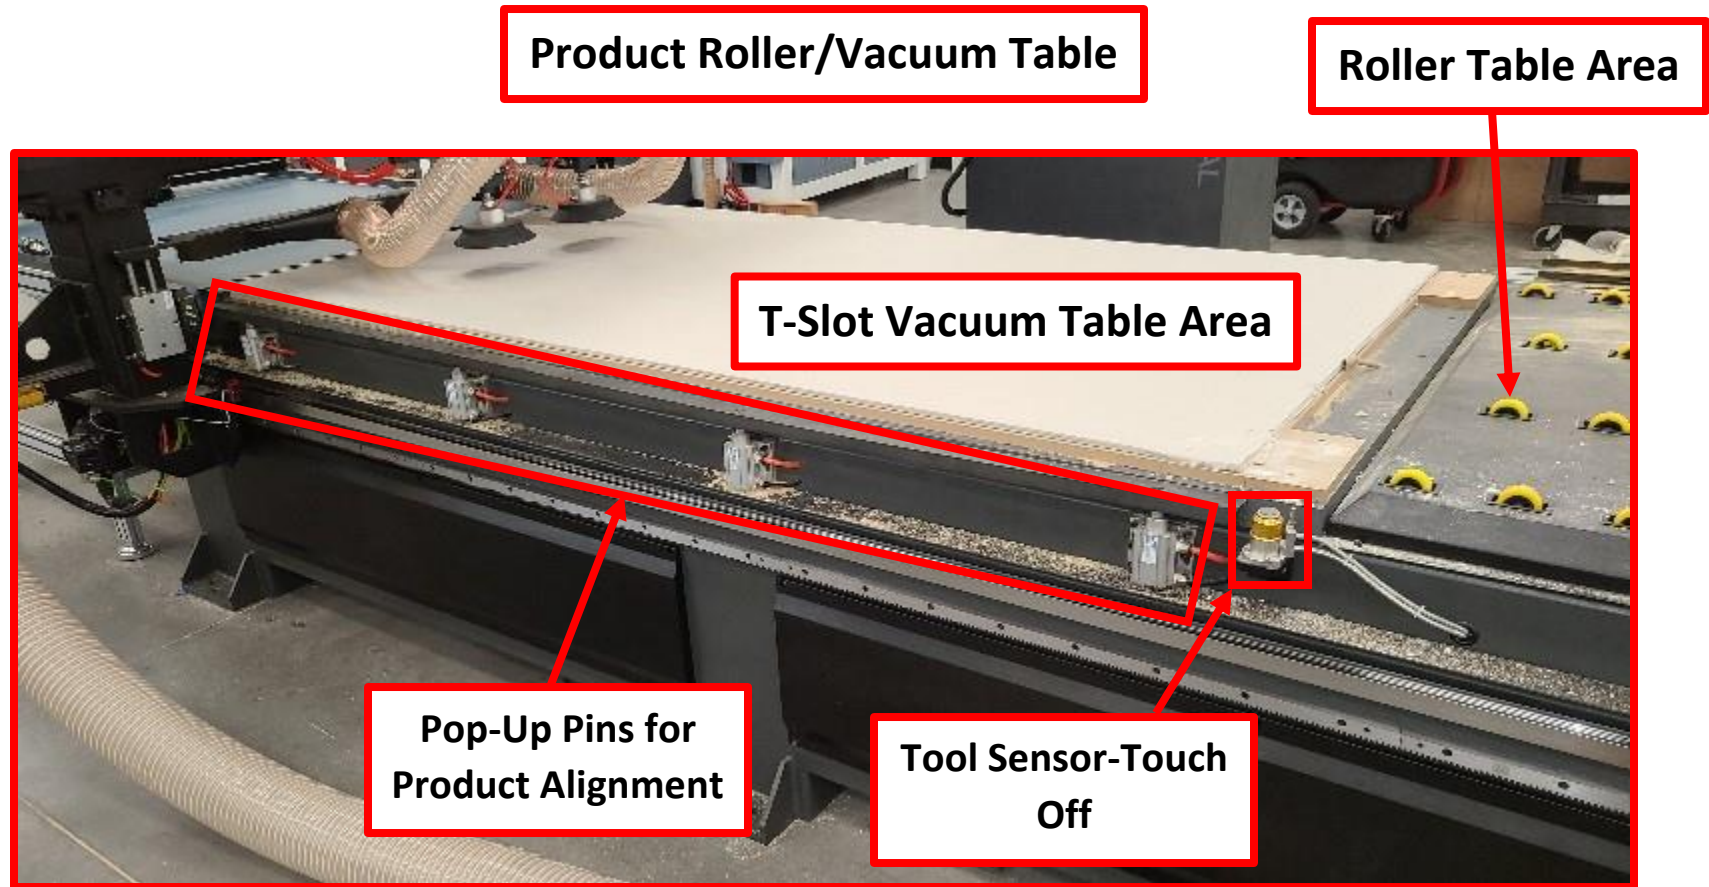 Product Roller/Vacuum Table
Roller Table Area
T-Slot Vacuum Table Area
Pop-Up Pins for
Product Alignment
Tool Sensor-Touch
Off